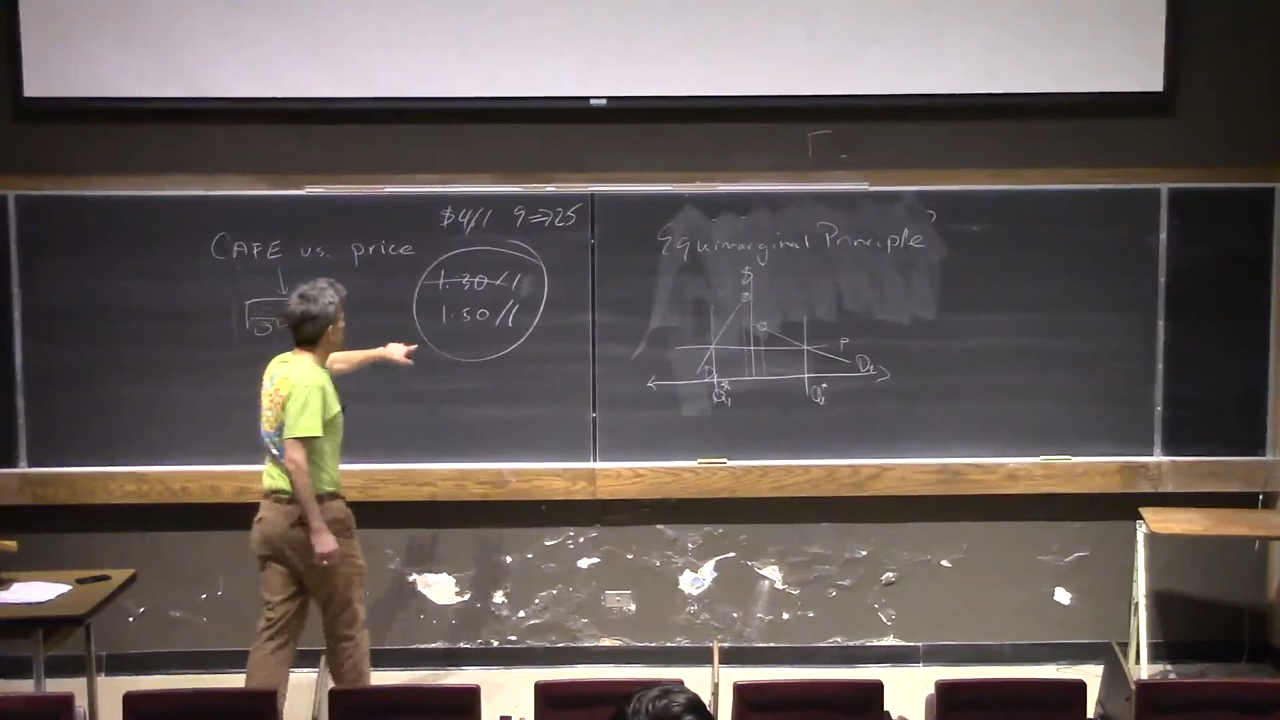 $4/l 9⇒25
CAFE vs. price
1.30/l
1.50/l
Equimarginal Principle
$
P
D₂
D
Q₁*
Q₂*